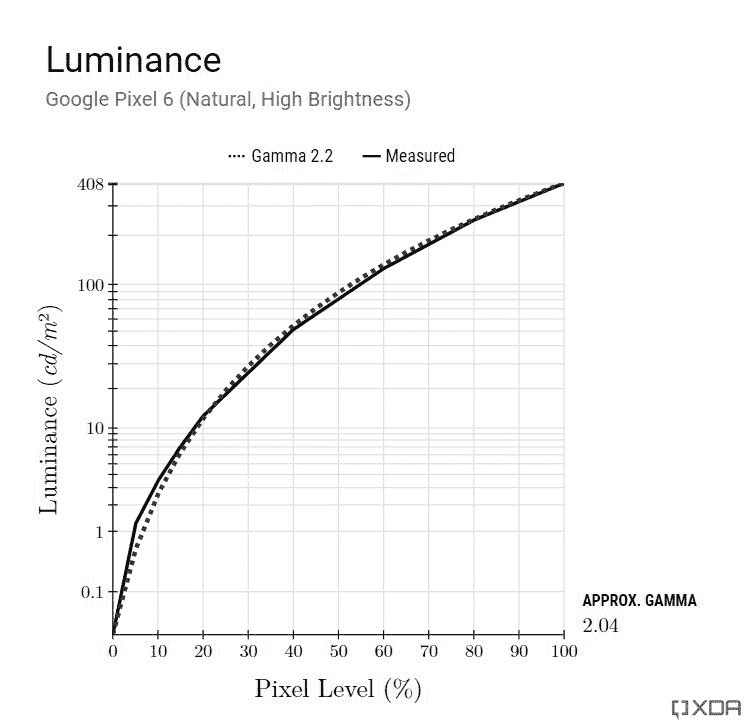 Luminance
Google Pixel 6 (Natural, High Brightness)
Gamma 2.2 Measured
408
100
10
1
0.1
Luminance (cd/m²)
0 10 20 30 40 50 60 70 80 90 100
Pixel Level (%)
APPROX. GAMMA
2.04
XDA